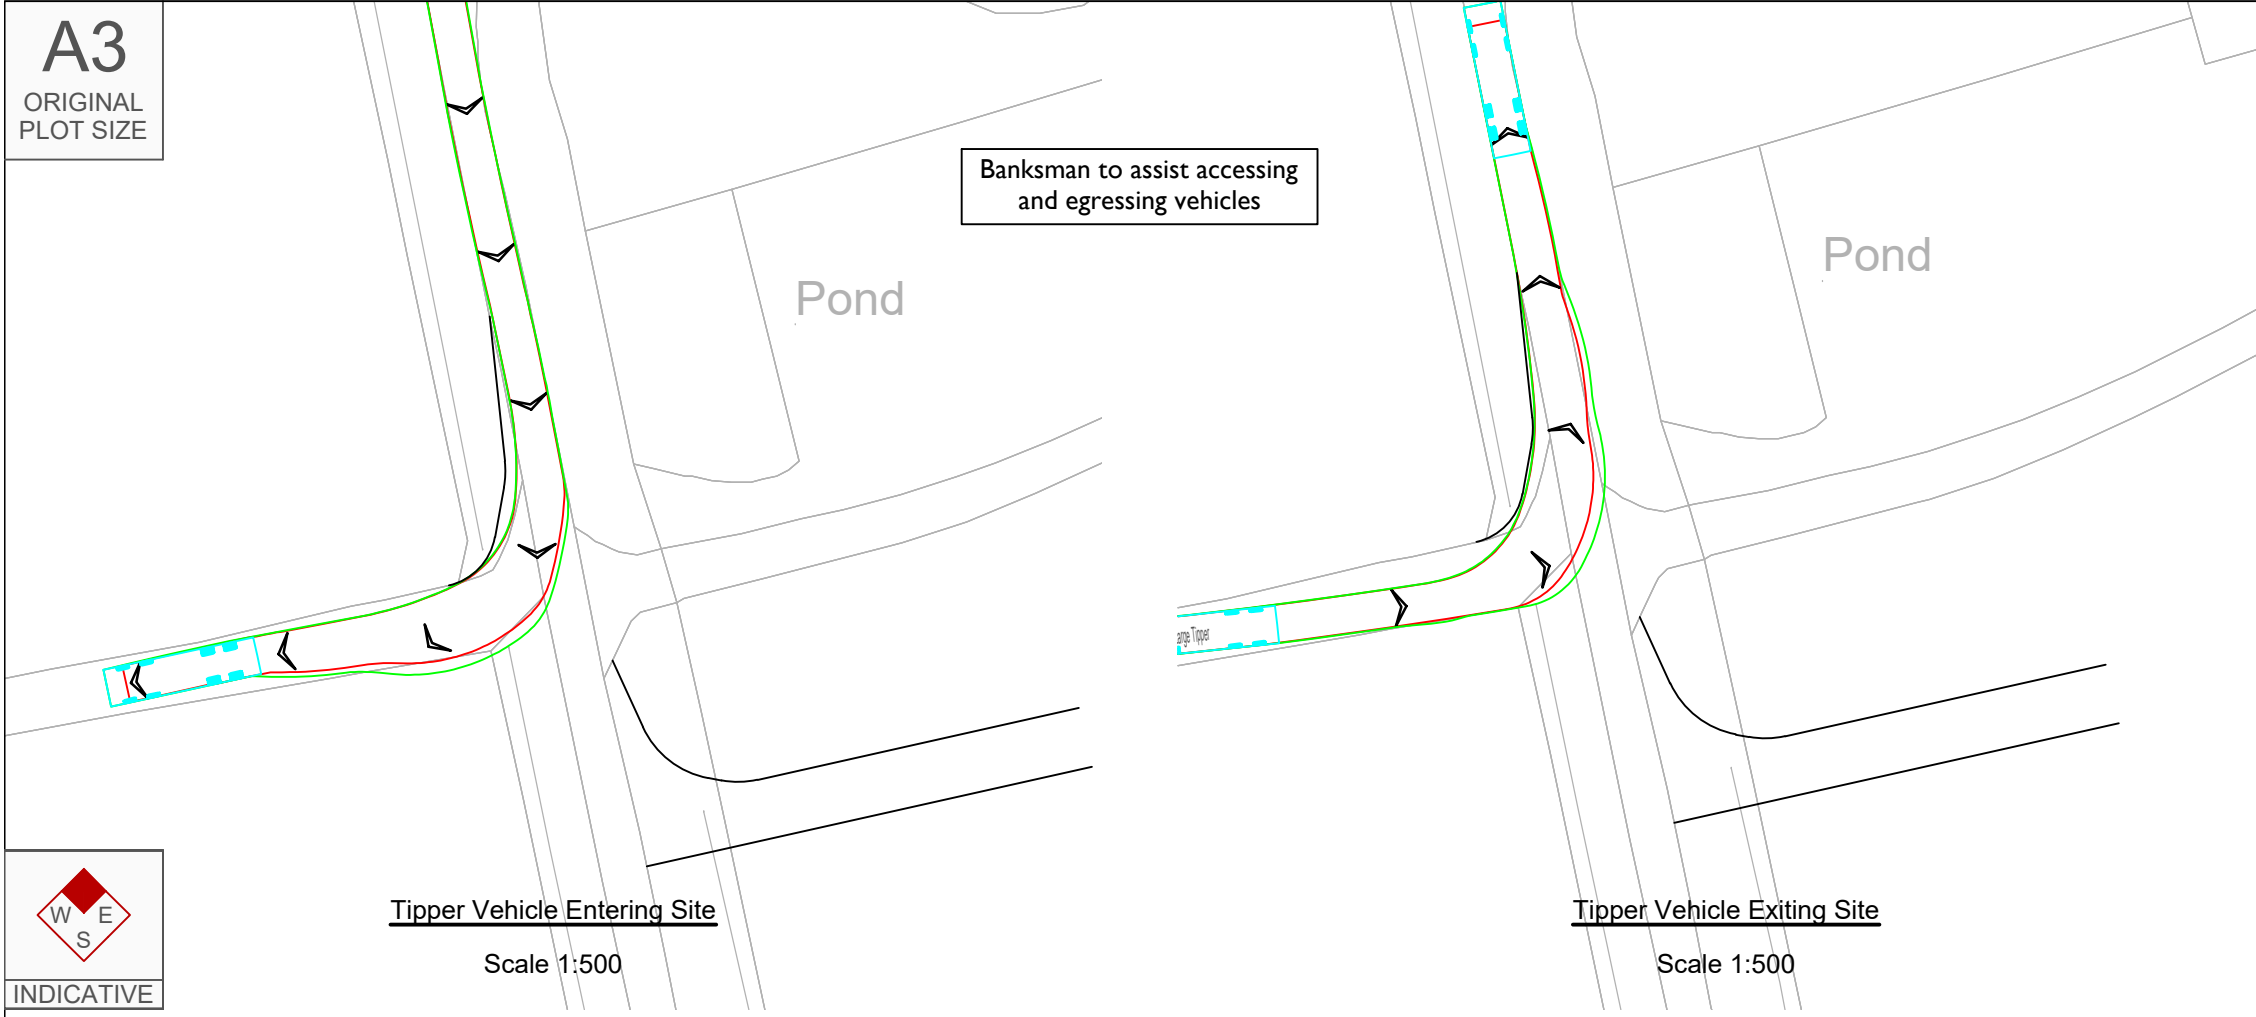 A3
ORIGINAL
PLOT SIZE
Banksman to assist accessing
and egressing vehicles
Pond
Pond
Tipper
W E
S
INDICATIVE
Tipper Vehicle Entering Site
Scale 1:500
Tipper Vehicle Exiting Site
Scale 1:500